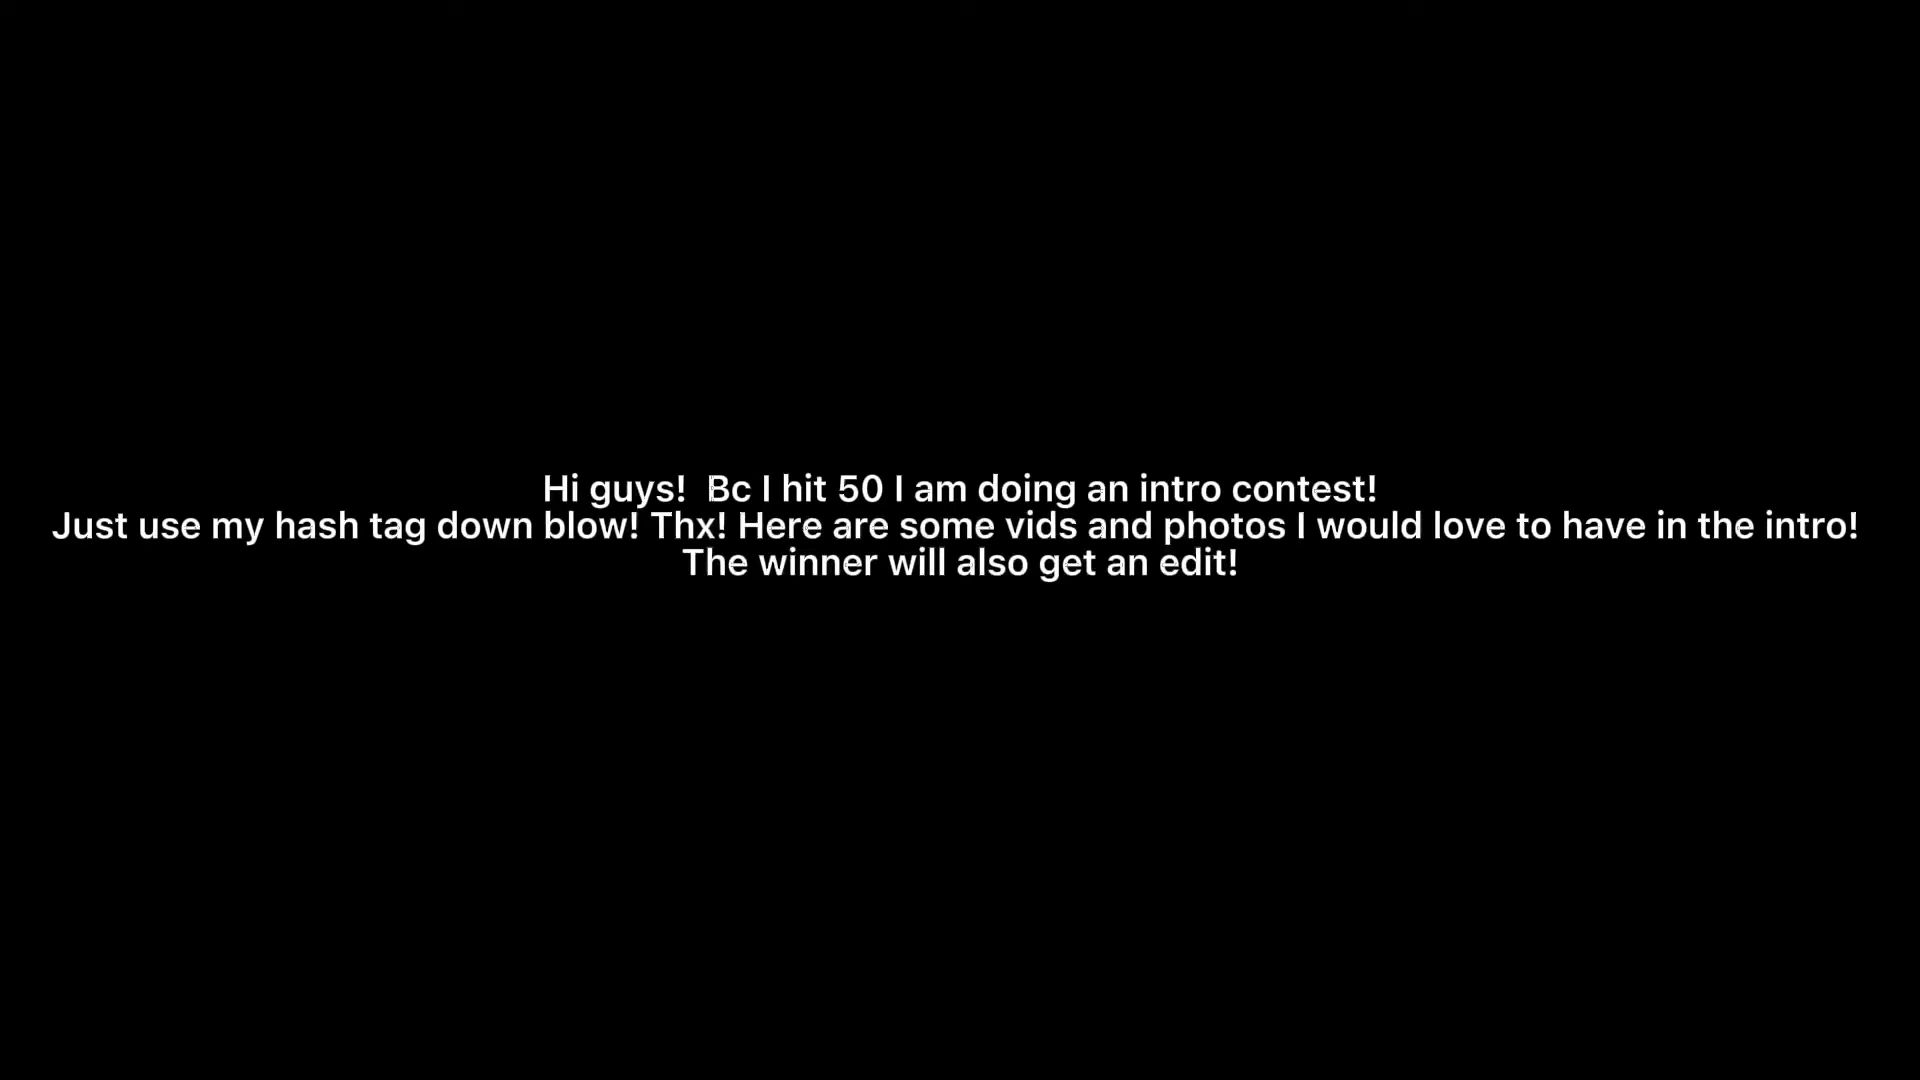 Hi guys!  Bc I hit 50 I am doing an intro contest!
Just use my hash tag down blow! Thx! Here are some vids and photos I would love to have in the intro!
The winner will also get an edit!